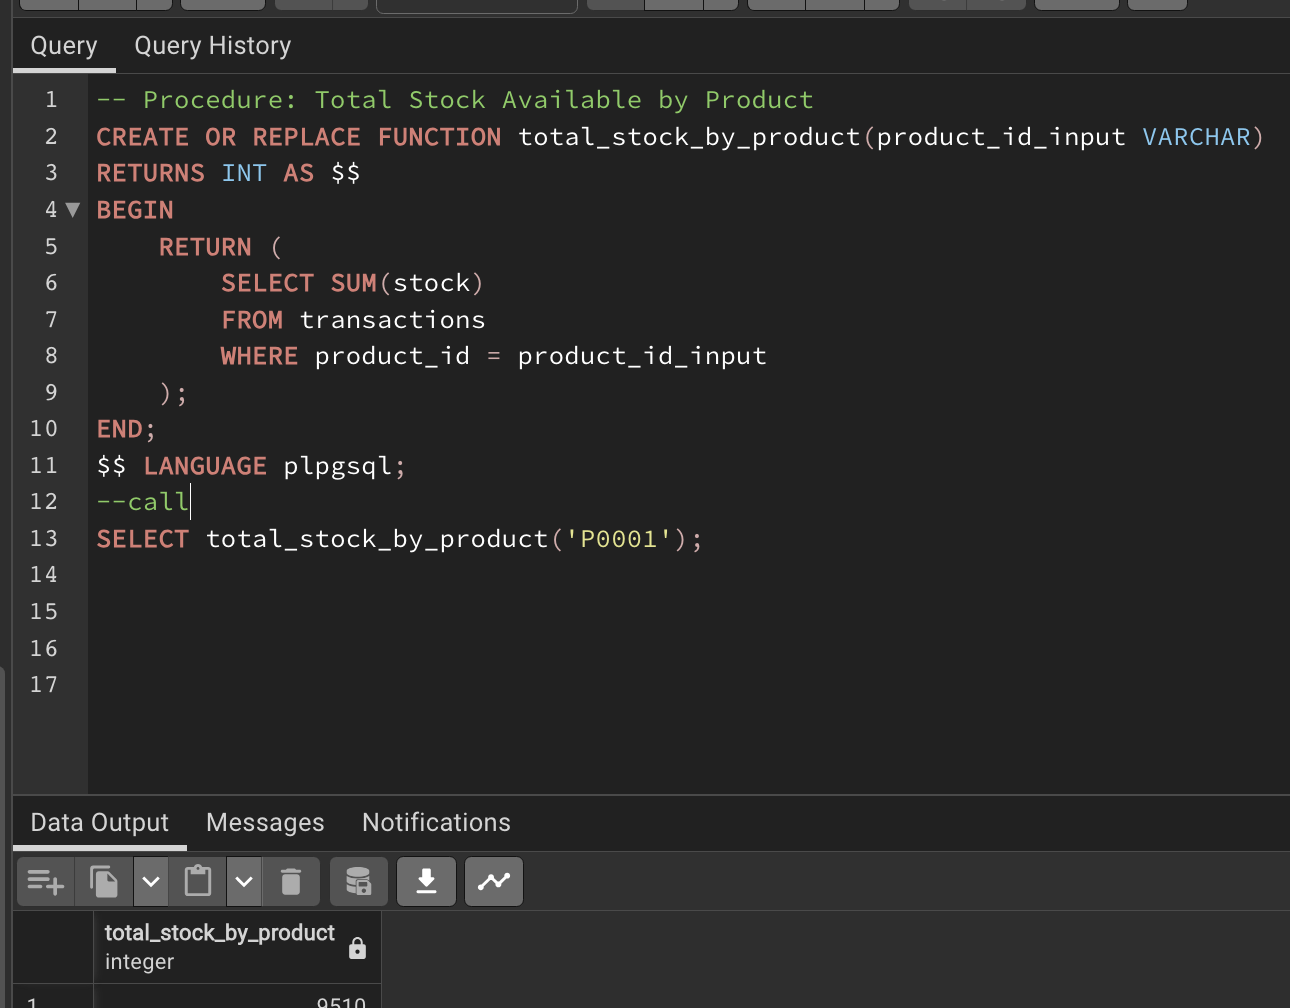 Query Query History
1 -- Procedure: Total Stock Available by Product
2 CREATE OR REPLACE FUNCTION total_stock_by_product(product_id_input VARCHAR)
3 RETURNS INT AS $$
4 BEGIN
5     RETURN (
6         SELECT SUM(stock)
7         FROM transactions
8         WHERE product_id = product_id_input
9     );
10 END;
11 $$ LANGUAGE plpgsql;
12 --call
13 SELECT total_stock_by_product('P0001');
14
15
16
17
Data Output Messages Notifications
total_stock_by_product
integer
1 9510